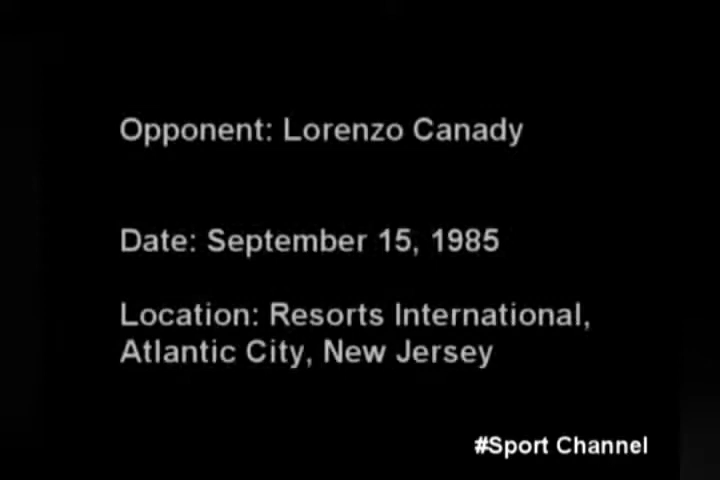 Opponent: Lorenzo Canady
Date: September 15, 1985
Location: Resorts International,
Atlantic City, New Jersey
#Sport Channel